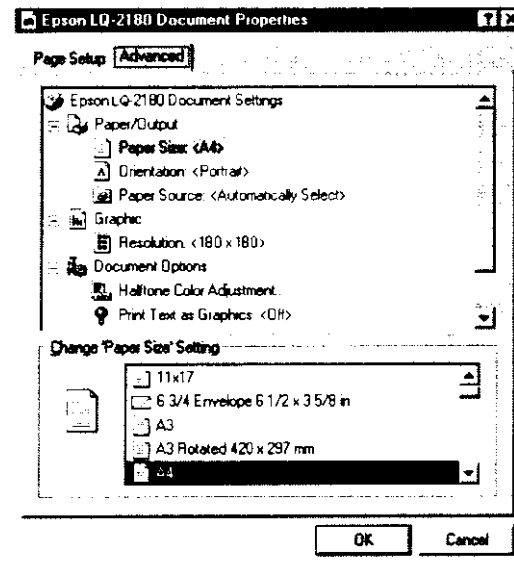 Epson LQ-2180 Document Properties
Page Setup Advanced
Epson LQ-2180 Document Settings
Paper/Output
Paper Size: <A4>
Orientation: <Portrait>
Paper Source: <Automatically Select>
Graphic
Resolution: <180 x 180>
Document Options
Halftone Color Adjustment..
Print Text as Graphics: <Off>
Change 'Paper Size' Setting
11x17
6 3/4 Envelope 6 1/2 x 3 5/8 in
A3
A3 Rotated 420 x 297 mm
A4
OK Cancel